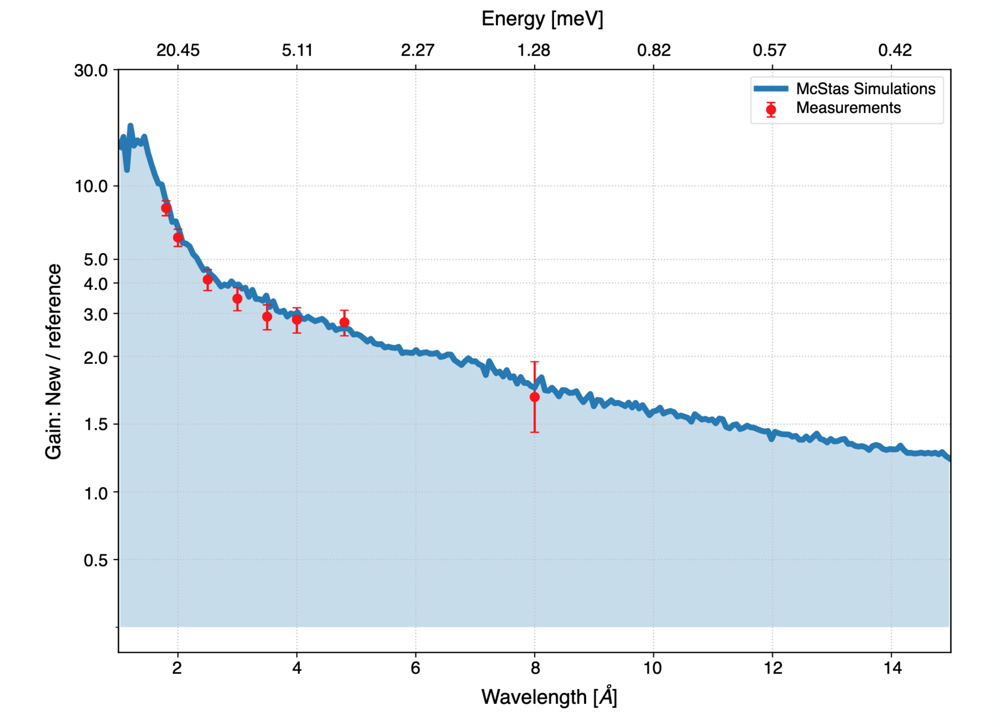 Energy [meV]
20.45 5.11 2.27 1.28 0.82 0.57 0.42
30.0
McStas Simulations
Measurements
10.0
5.0
4.0
3.0
2.0
1.5
1.0
0.5
Gain: New / reference
2 4 6 8 10 12 14
Wavelength [Å]